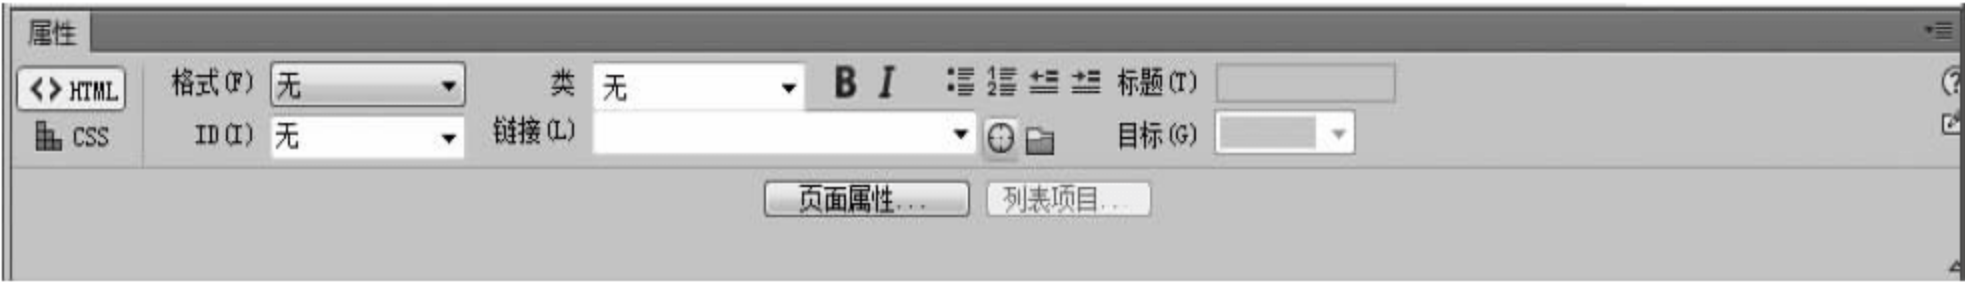 属性
<> HTML 格式(F) 无 类 无 B I 标题(T)
CSS ID(I) 无 链接(L) 目标(G)
页面属性... 列表项目...